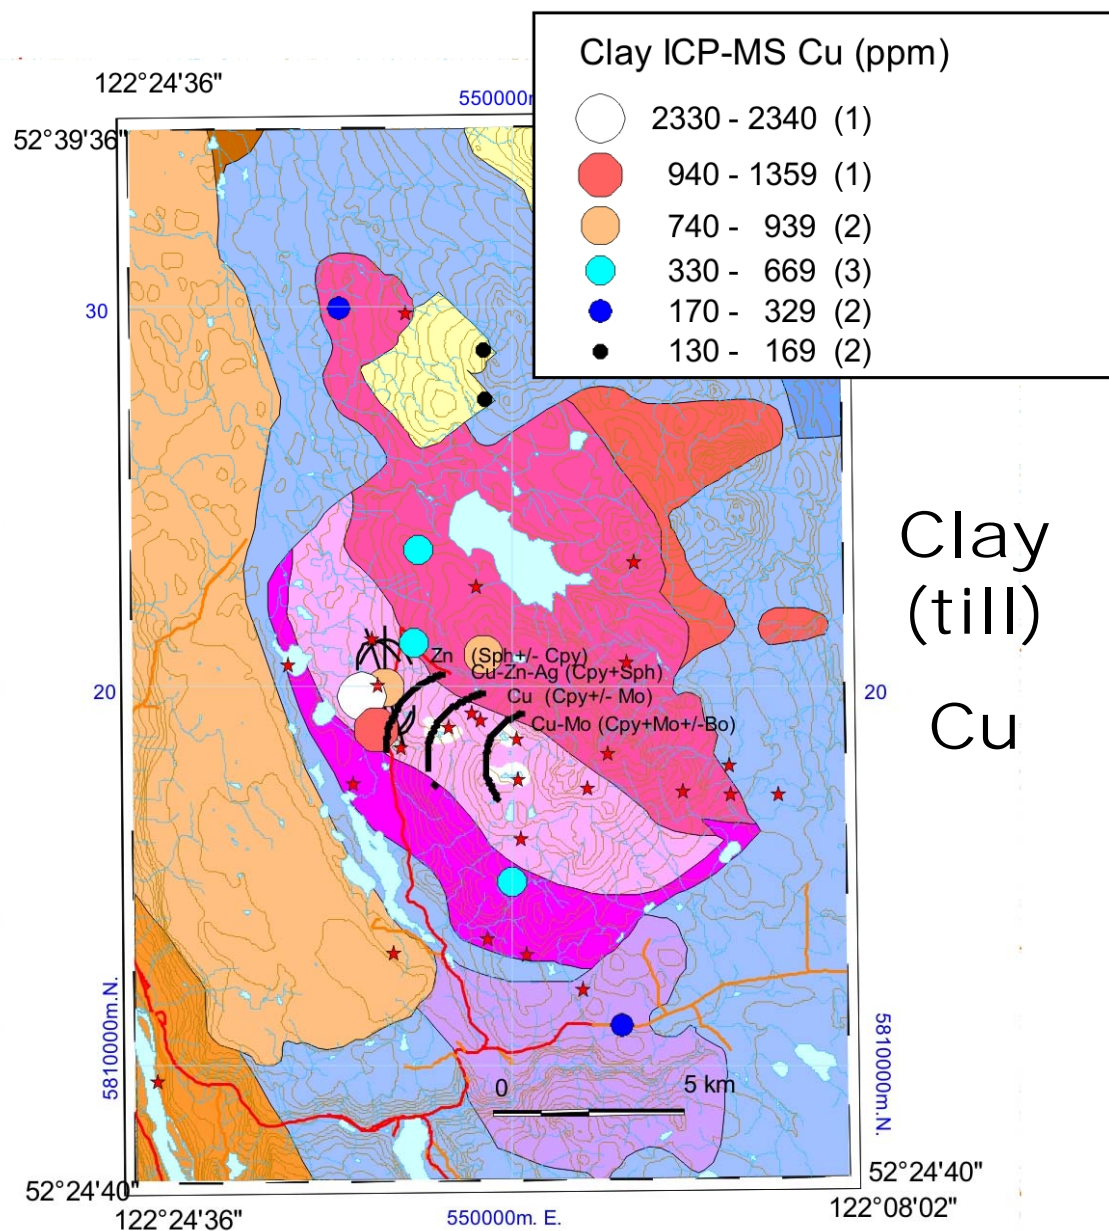 Clay ICP-MS Cu (ppm)
2330 - 2340 (1)
940 - 1359 (1)
740 - 939 (2)
330 - 669 (3)
170 - 329 (2)
130 - 169 (2)
122°24'36"
550000m
52°39'36"
30
Clay
(till)
Cu
Zn (Sph+/- Cpy)
Cu-Zn-Ag (Cpy+Sph)
Cu (Cpy+/- Mo)
Cu-Mo (Cpy+Mo+/-Bo)
20
20
5810000m.N.
5810000m.N.
0 5 km
52°24'40"
52°24'40"
122°24'36"
550000m. E.
122°08'02"